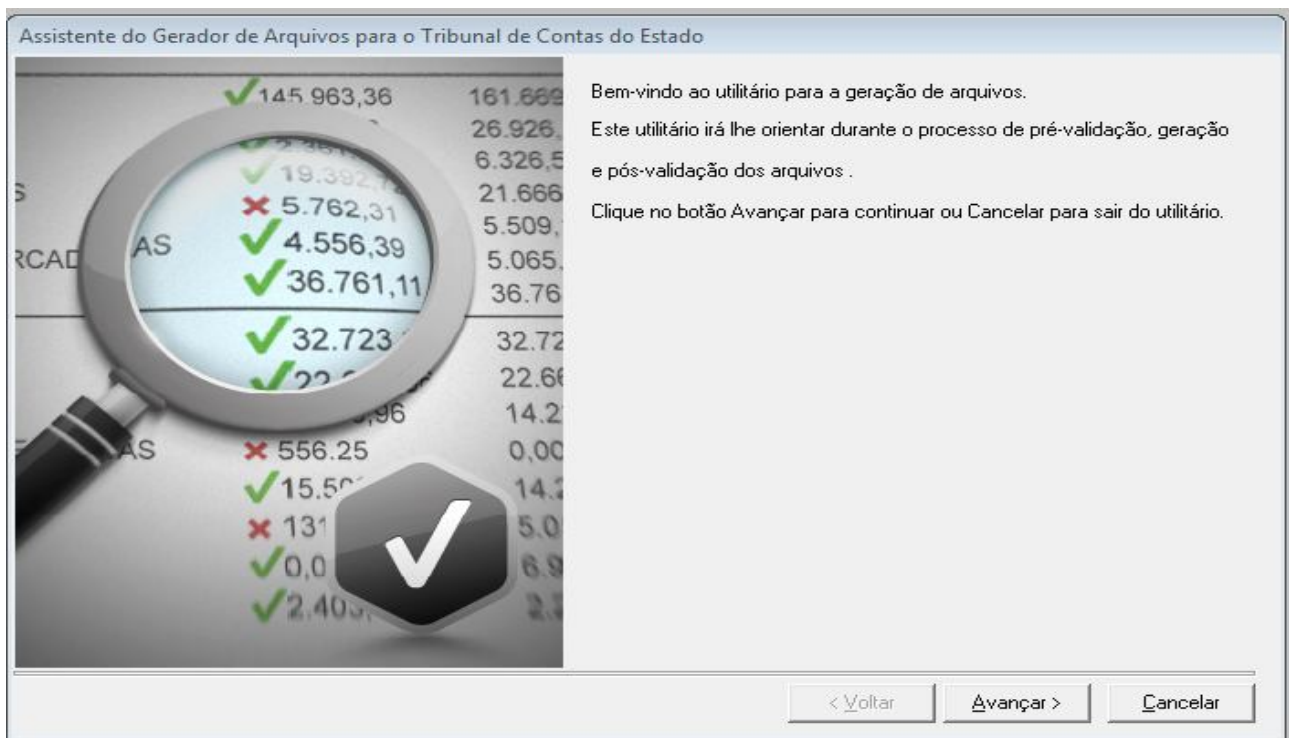 Assistente do Gerador de Arquivos para o Tribunal de Contas do Estado
Bem-vindo ao utilitário para a geração de arquivos.
Este utilitário irá lhe orientar durante o processo de pré-validação, geração
e pós-validação dos arquivos .
Clique no botão Avançar para continuar ou Cancelar para sair do utilitário.
145.963,36 161.669
26.926,
19.392,12 6.326,5
5.762,31 21.666
4.556,39 5.509,
AS 36.761,11 5.065,
36.76
32.723 32.72
22.66
14.2
AS 556.25 0,00
14.2
131 5.0
0,0 6.9
2.403,
< Voltar Avançar > Cancelar